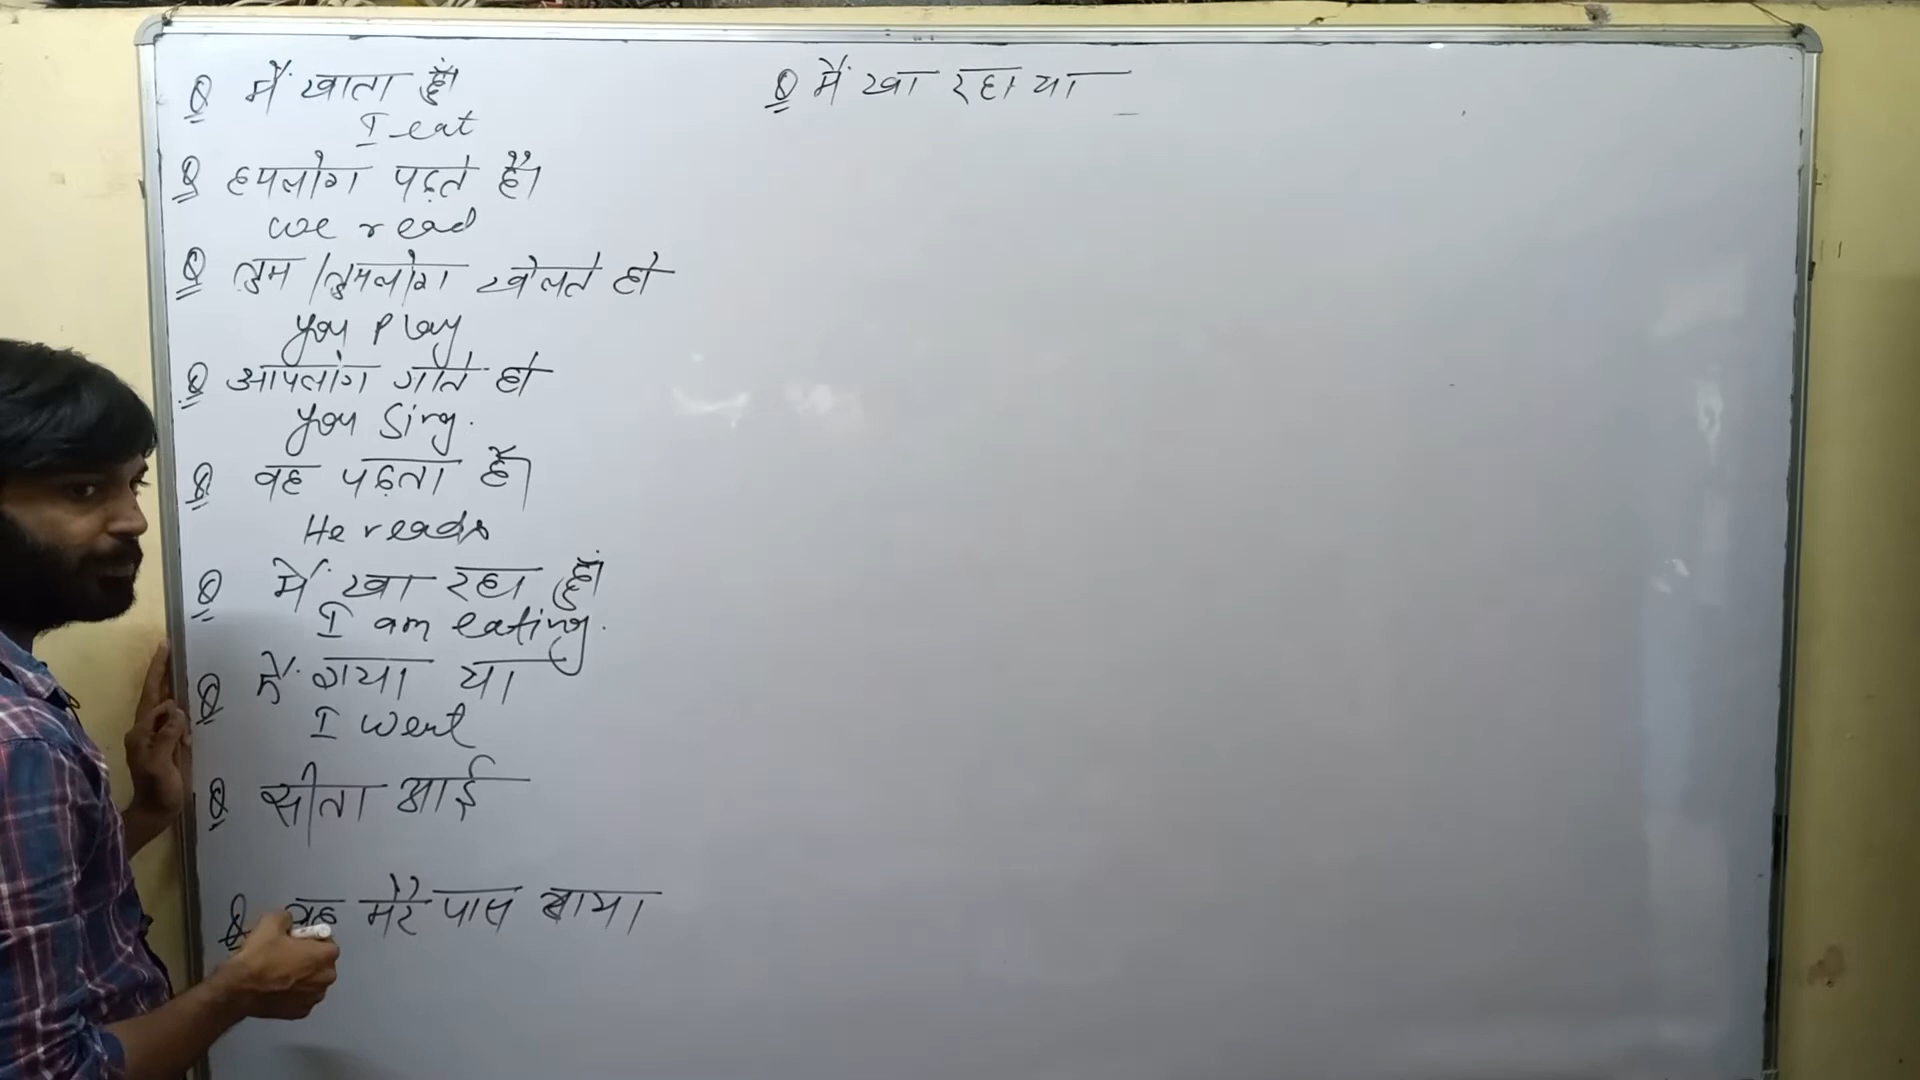 Q मैं खाता हूँ।
I eat
Q हमलोग पढ़ते हैं।
we read
Q तुम / तुमलोग खेलते हो
you play
Q आपलोग गाते हो
you sing.
Q वह पढ़ता है।
He reads
Q मैं खा रहा हूँ।
I am eating.
Q मैं गया था
I went
Q सीता आई
Q वह मेरे पास आया
Q मैं खा रहा था